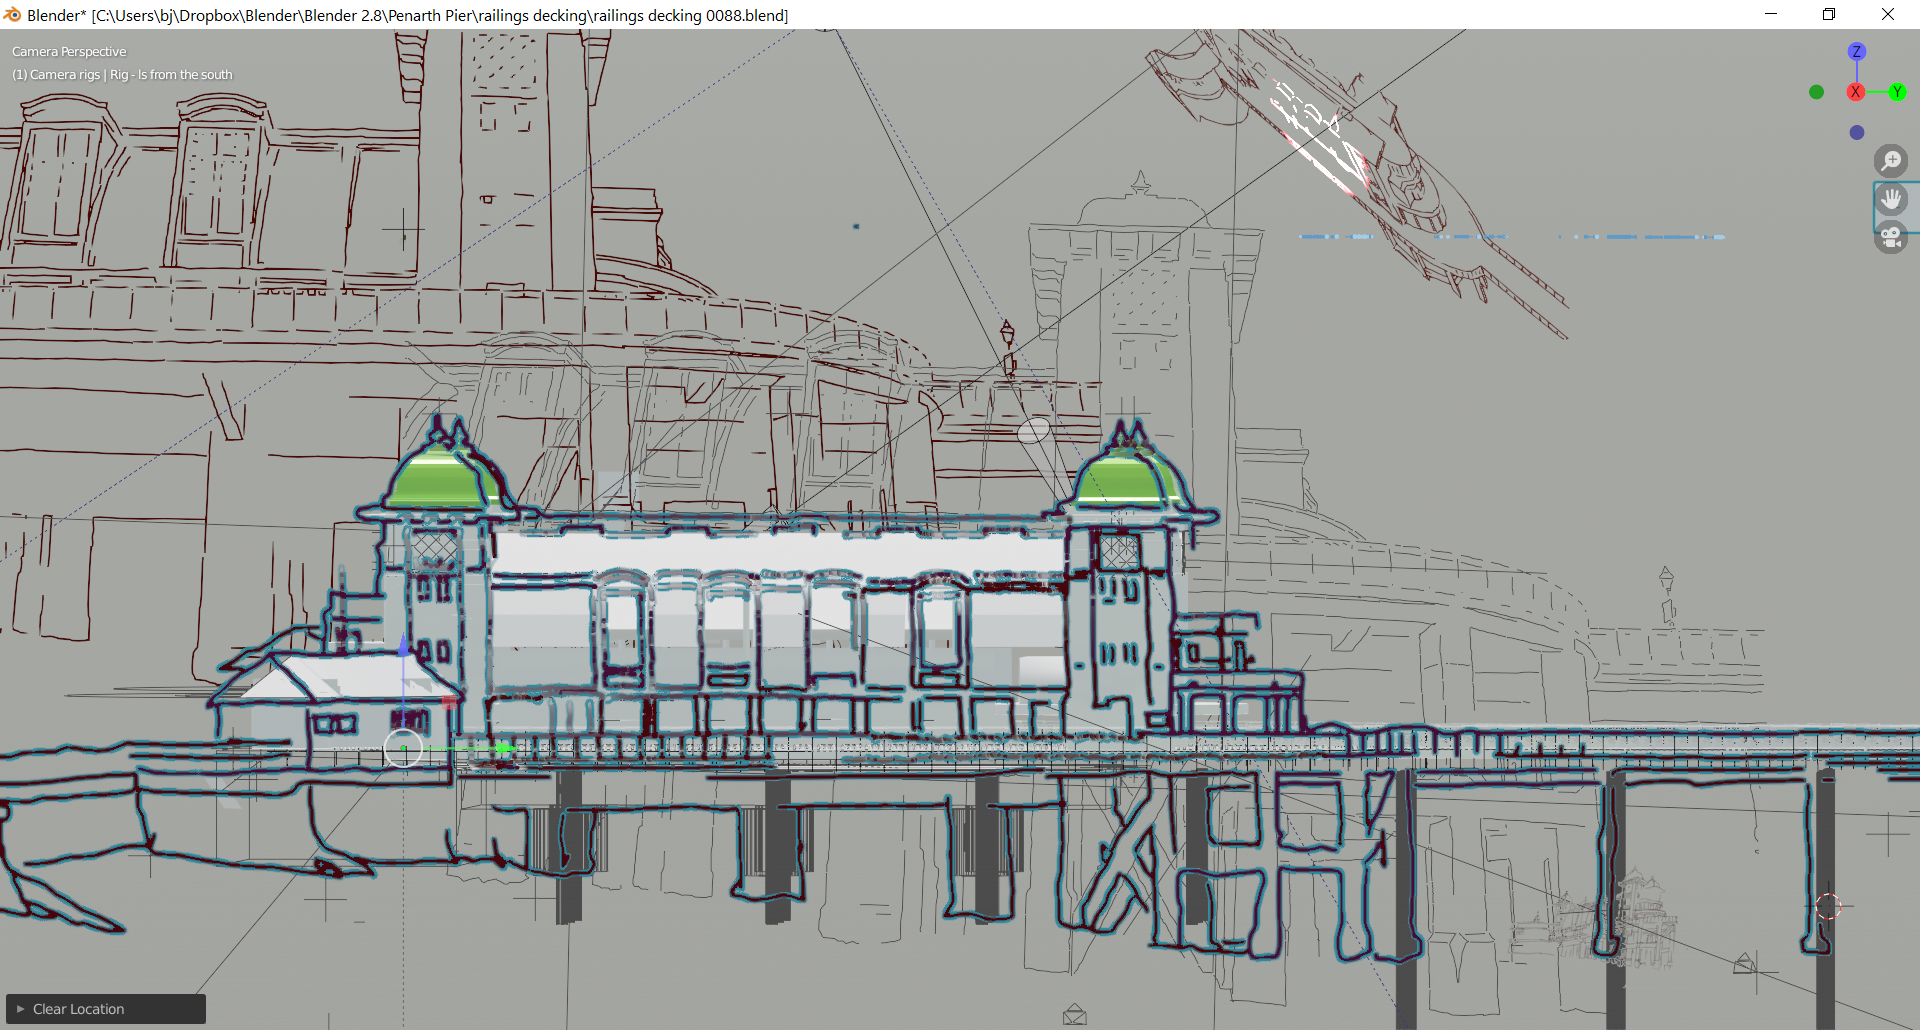 Blender* [C:\Users\bj\Dropbox\Blender\Blender 2.8\Penarth Pier\railings decking\railings decking 0088.blend]
Camera Perspective
(1) Camera rigs | Rig - ls from the south
Z
X
Y
Clear Location